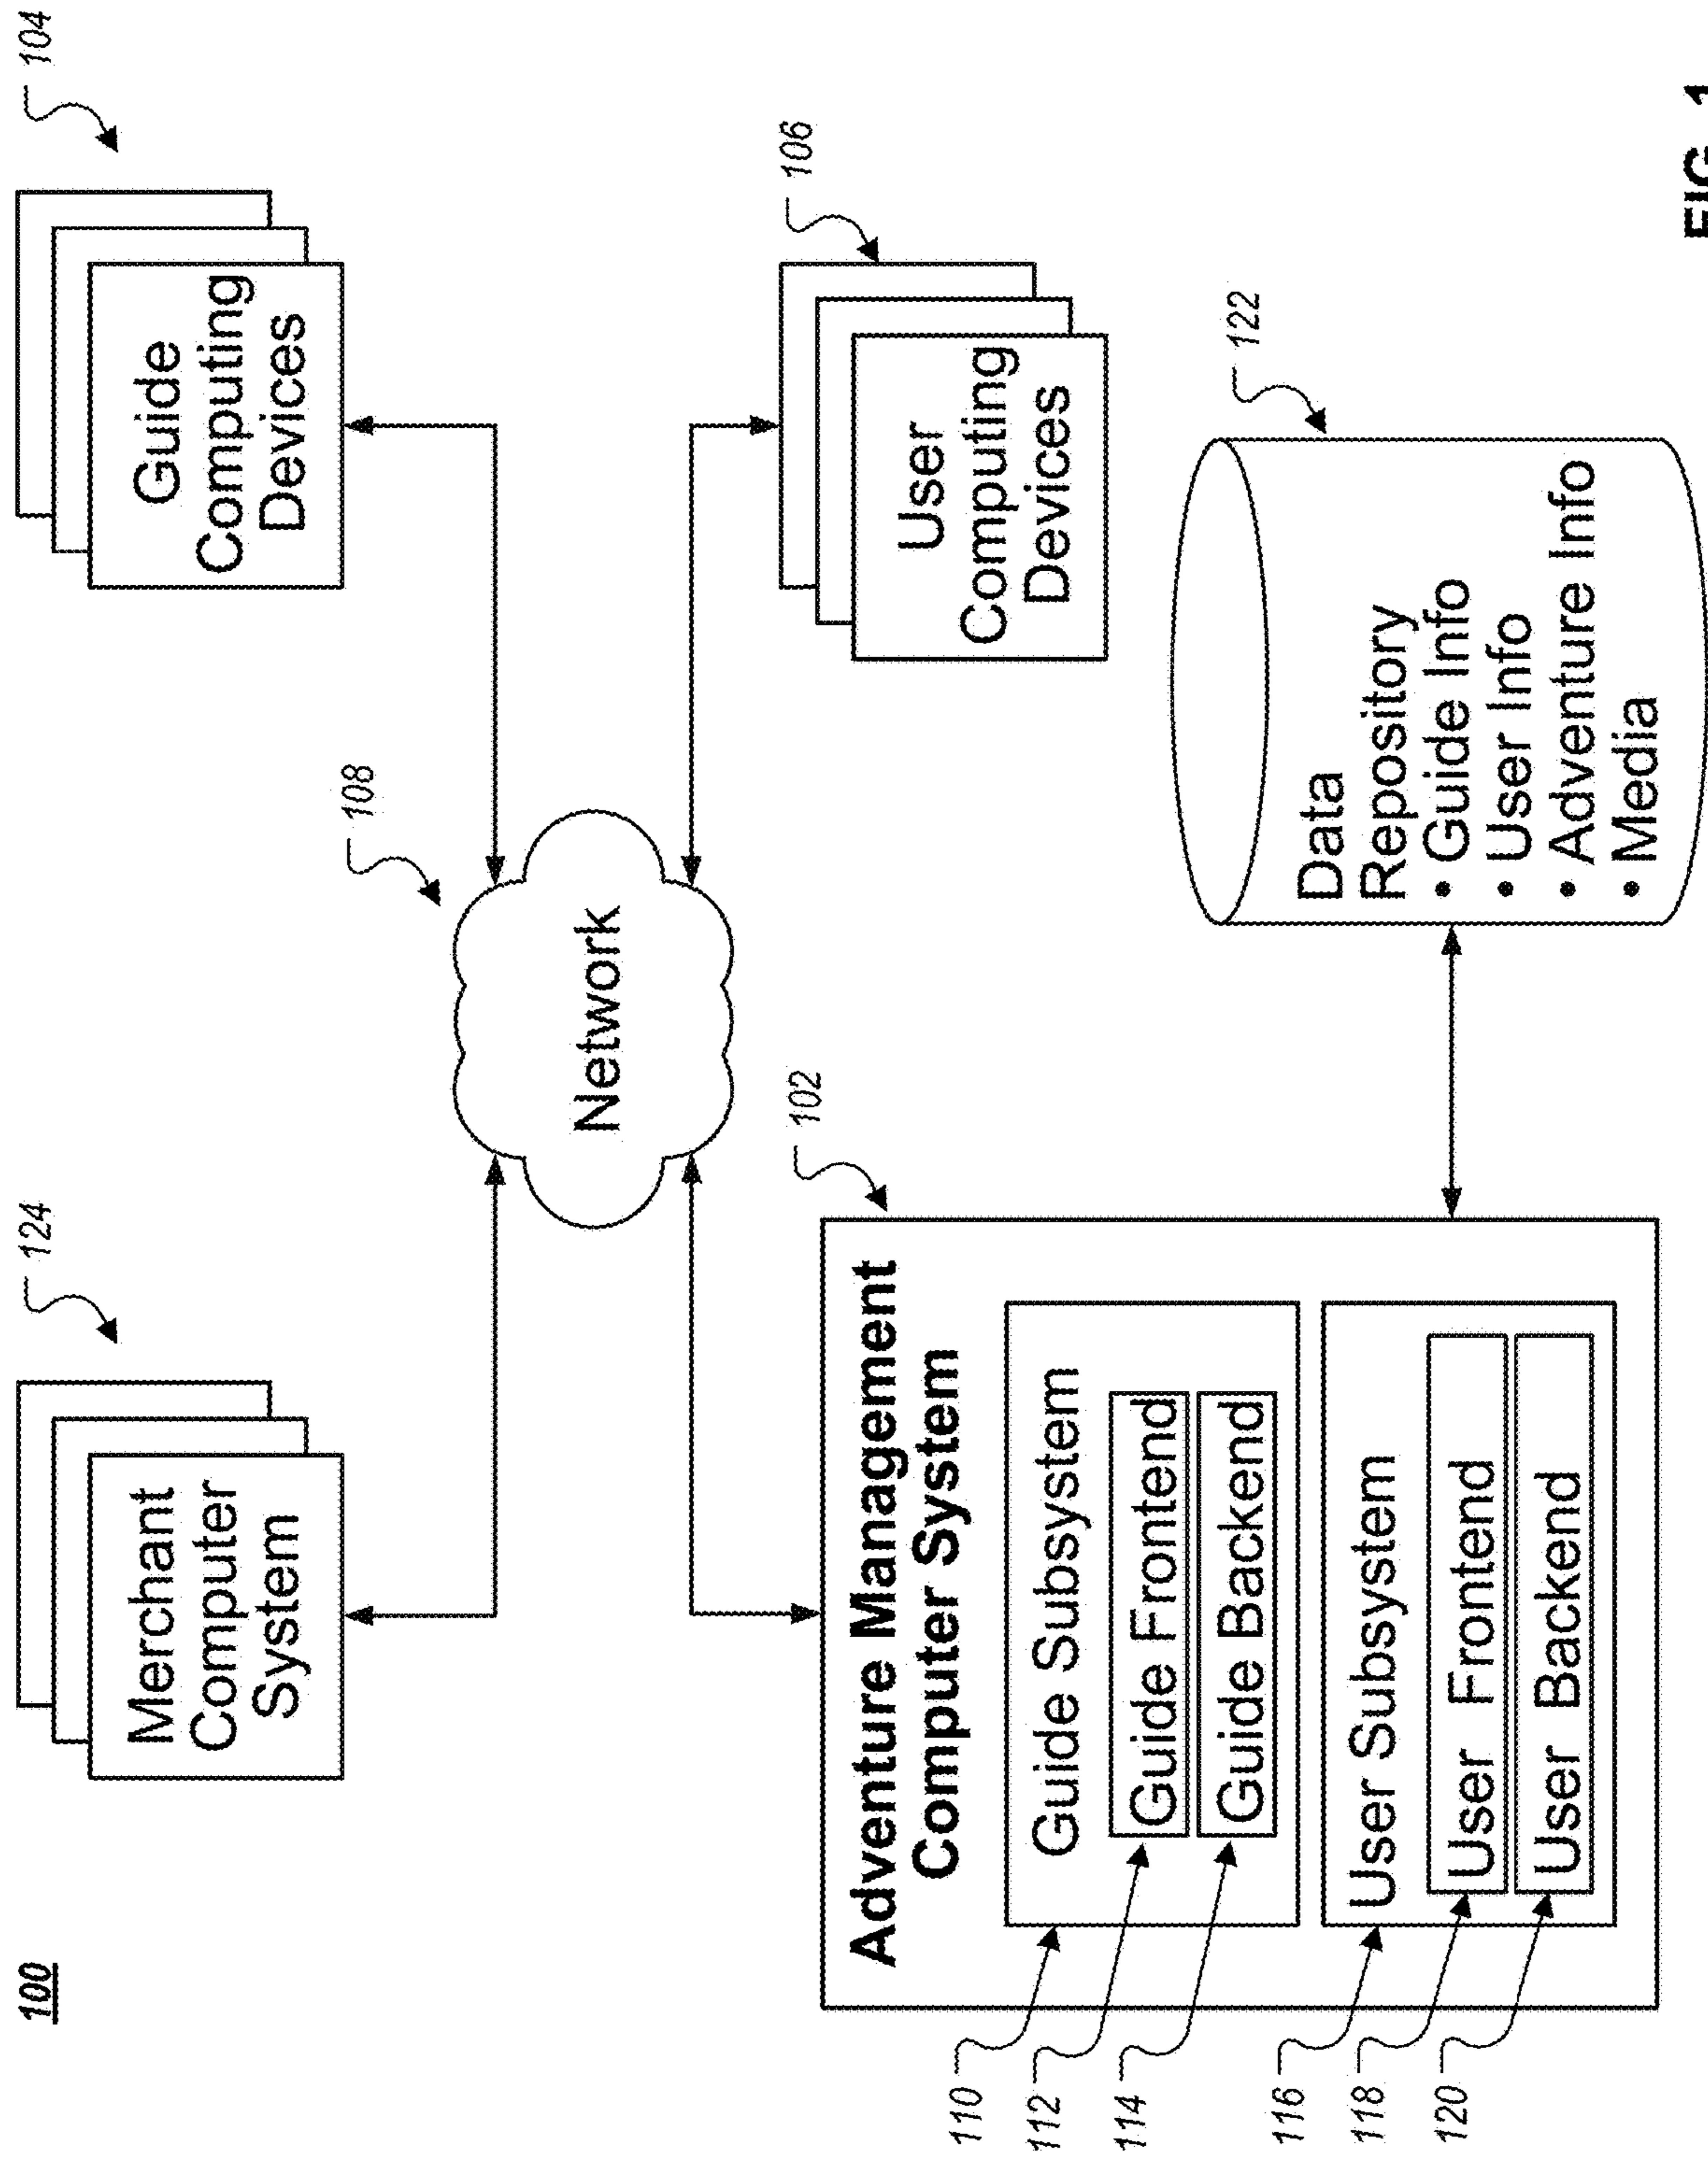 100
124
Merchant
Computer
System
104
Guide
Computing
Devices
108
Network
106
User
Computing
Devices
102
Adventure Management
Computer System
110
Guide Subsystem
112
Guide Frontend
114
Guide Backend
116
User Subsystem
118
User Frontend
120
User Backend
122
Data
Repository
• Guide Info
• User Info
• Adventure Info
• Media
FIG. 1